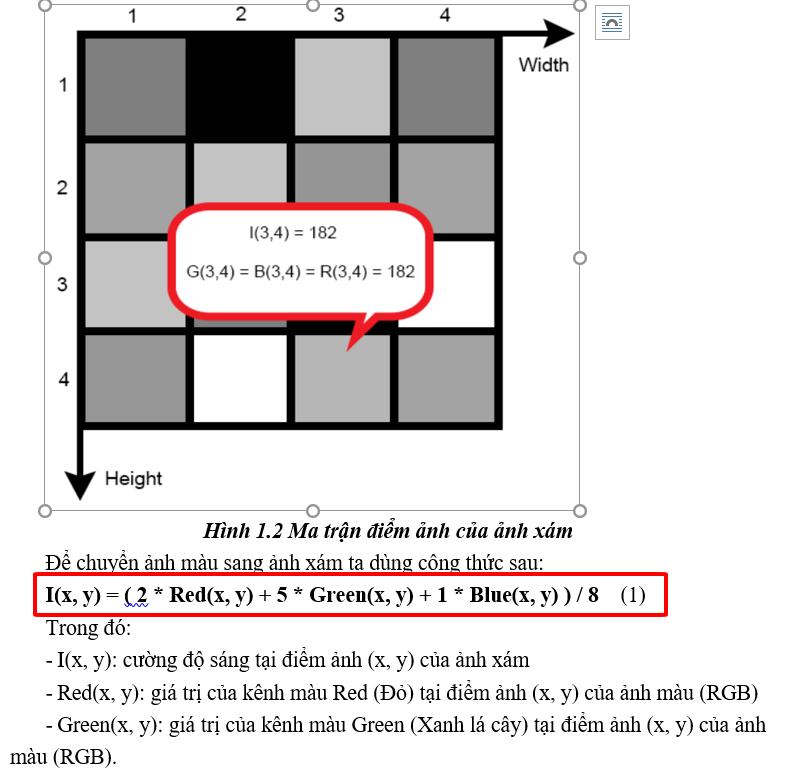 1 2 3 4
Width
1
2
I(3,4) = 182
G(3,4) = B(3,4) = R(3,4) = 182
3
4
Height
Hình 1.2 Ma trận điểm ảnh của ảnh xám
Để chuyển ảnh màu sang ảnh xám ta dùng công thức sau:
I(x, y) = ( 2 * Red(x, y) + 5 * Green(x, y) + 1 * Blue(x, y) ) / 8 (1)
Trong đó:
- I(x, y): cường độ sáng tại điểm ảnh (x, y) của ảnh xám
- Red(x, y): giá trị của kênh màu Red (Đỏ) tại điểm ảnh (x, y) của ảnh màu (RGB)
- Green(x, y): giá trị của kênh màu Green (Xanh lá cây) tại điểm ảnh (x, y) của ảnh
màu (RGB).